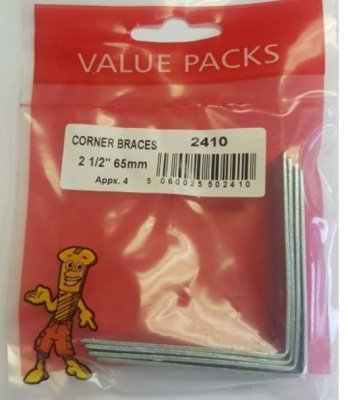 VALUE PACKS
CORNER BRACES 2410
2 1/2" 65mm
Appx. 4 5 060025 502410